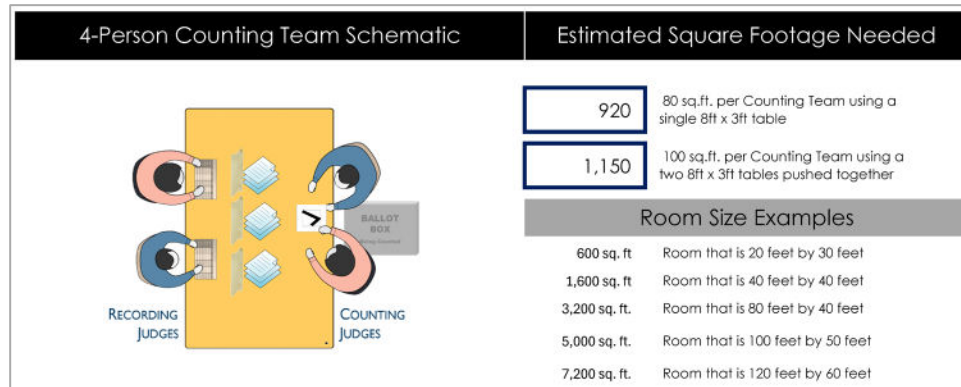 4-Person Counting Team Schematic
Estimated Square Footage Needed
920
80 sq.ft. per Counting Team using a
single 8ft x 3ft table
1,150
100 sq.ft. per Counting Team using a
two 8ft x 3ft tables pushed together
BALLOT
BOX
RECORDING
JUDGES
COUNTING
JUDGES
Room Size Examples
600 sq. ft Room that is 20 feet by 30 feet
1,600 sq. ft Room that is 40 feet by 40 feet
3,200 sq. ft. Room that is 80 feet by 40 feet
5,000 sq. ft. Room that is 100 feet by 50 feet
7,200 sq. ft. Room that is 120 feet by 60 feet